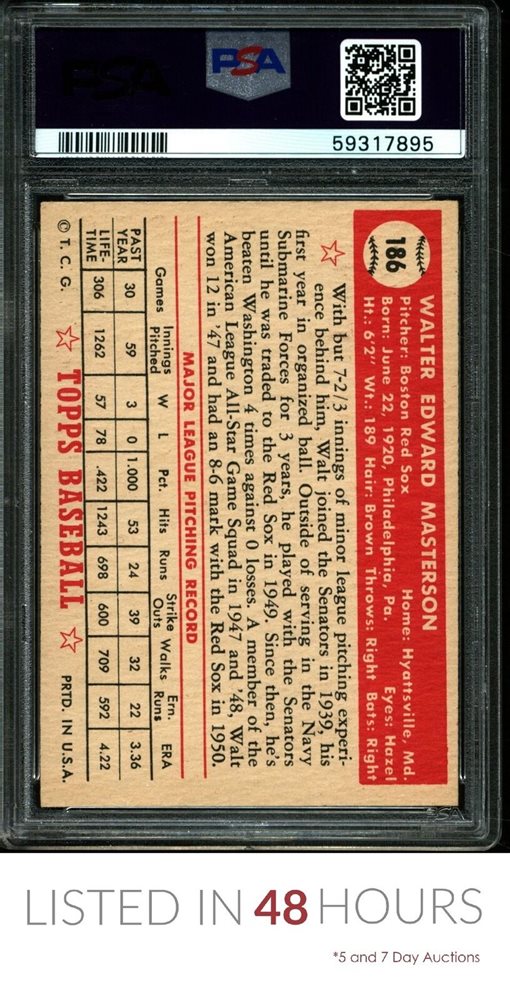 PSA
PSA
59317895
186
WALTER EDWARD MASTERSON
Pitcher: Boston Red Sox Home: Hyattsville, Md.
Born: June 22, 1920, Philadelphia, Pa. Eyes: Hazel
Ht.: 6'2" Wt.: 189 Hair: Brown Throws: Right Bats: Right
With but 7-2/3 innings of minor league pitching experi-
ence behind him, Walt joined the Senators in 1939, his
first year in organized ball. Outside of serving in the Navy
Submarine Forces for 3 years, he played with the Senators
until he was traded to the Red Sox in 1949. Since then, he's
beaten Washington 4 times against 0 losses. A member of the
American League All-Star Game Squad in 1947 and '48, Walt
won 12 in '47 and had an 8-6 mark with the Red Sox in 1950.
MAJOR LEAGUE PITCHING RECORD
Games Innings Pitched W L Pct. Hits Runs Strike Outs Walks Ern. Runs ERA
PAST YEAR 30 59 3 0 1.000 53 24 39 32 22 3.36
LIFE-TIME 306 1262 57 78 .422 1243 698 600 709 592 4.22
© T. C. G. TOPPS BASEBALL PRTD. IN U.S.A.
PSA
LISTED IN 48 HOURS
*5 and 7 Day Auctions